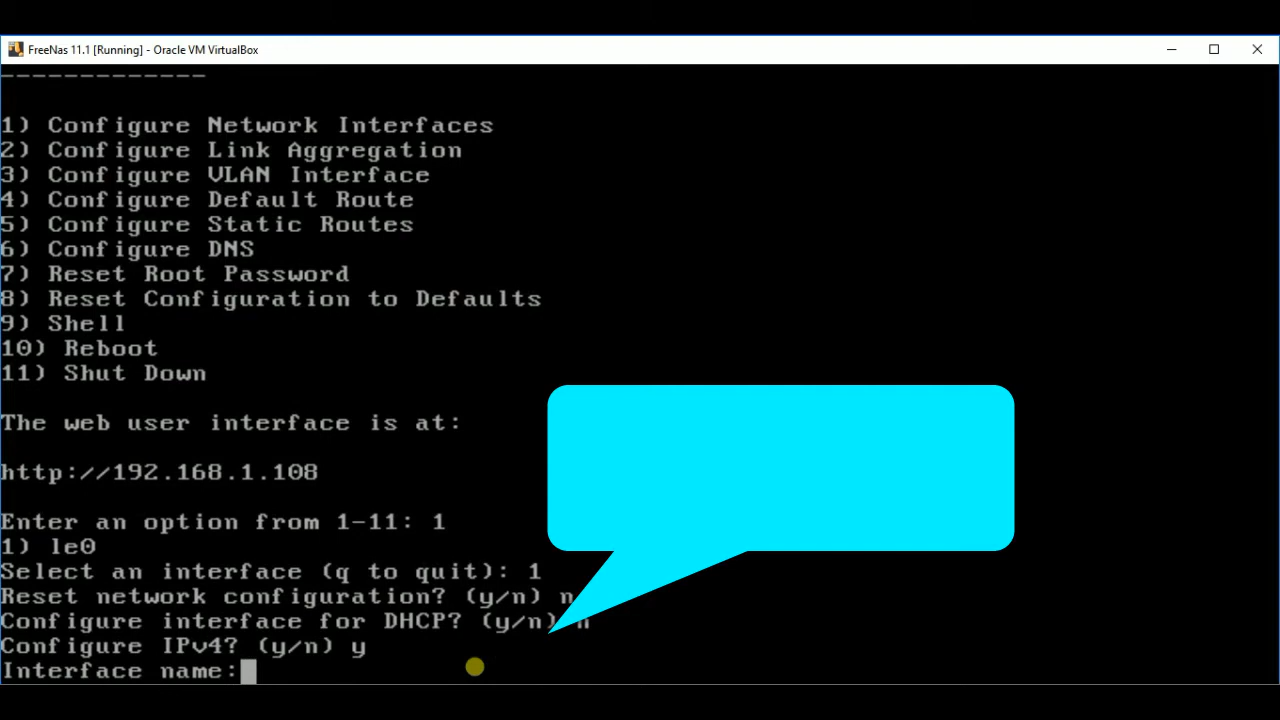 FreeNas 11.1 [Running] - Oracle VM VirtualBox
-------------
1) Configure Network Interfaces
2) Configure Link Aggregation
3) Configure VLAN Interface
4) Configure Default Route
5) Configure Static Routes
6) Configure DNS
7) Reset Root Password
8) Reset Configuration to Defaults
9) Shell
10) Reboot
11) Shut Down
The web user interface is at:
http://192.168.1.108
Enter an option from 1-11: 1
1) le0
Select an interface (q to quit): 1
Reset network configuration? (y/n) n
Configure interface for DHCP? (y/n) n
Configure IPv4? (y/n) y
Interface name: